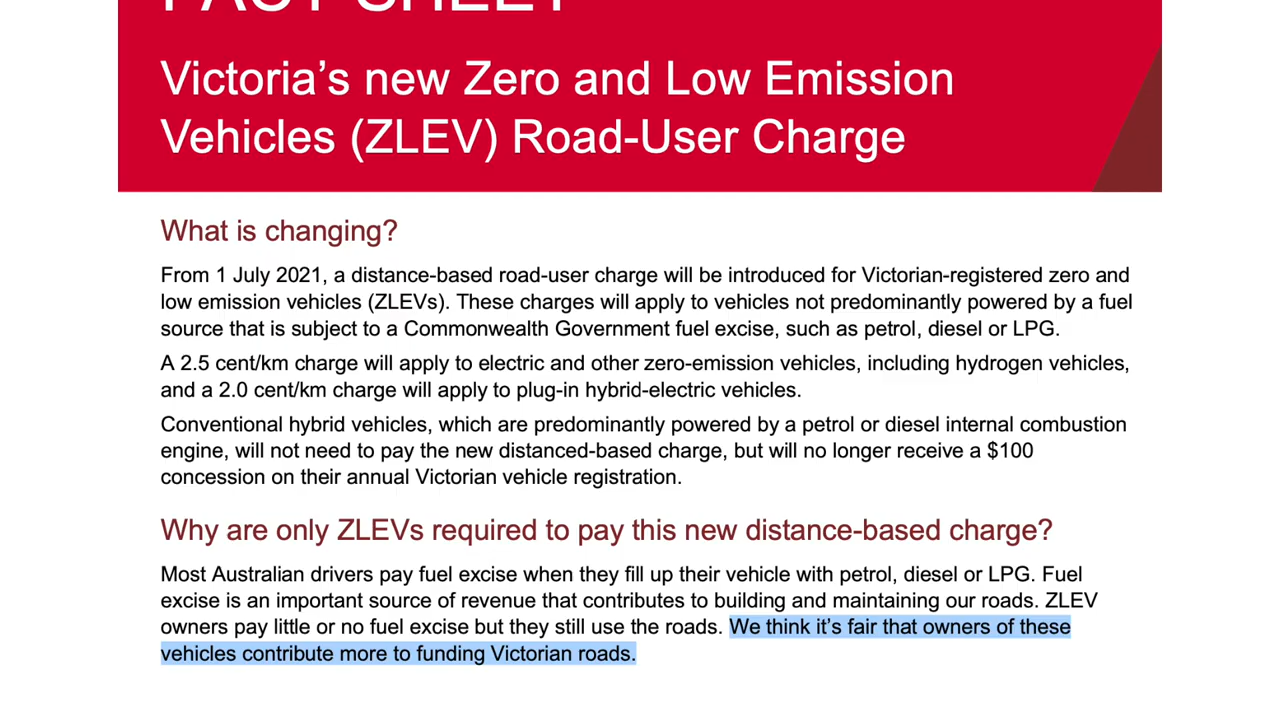 FACT SHEET
Victoria’s new Zero and Low Emission
Vehicles (ZLEV) Road-User Charge
What is changing?
From 1 July 2021, a distance-based road-user charge will be introduced for Victorian-registered zero and
low emission vehicles (ZLEVs). These charges will apply to vehicles not predominantly powered by a fuel
source that is subject to a Commonwealth Government fuel excise, such as petrol, diesel or LPG.
A 2.5 cent/km charge will apply to electric and other zero-emission vehicles, including hydrogen vehicles,
and a 2.0 cent/km charge will apply to plug-in hybrid-electric vehicles.
Conventional hybrid vehicles, which are predominantly powered by a petrol or diesel internal combustion
engine, will not need to pay the new distanced-based charge, but will no longer receive a $100
concession on their annual Victorian vehicle registration.
Why are only ZLEVs required to pay this new distance-based charge?
Most Australian drivers pay fuel excise when they fill up their vehicle with petrol, diesel or LPG. Fuel
excise is an important source of revenue that contributes to building and maintaining our roads. ZLEV
owners pay little or no fuel excise but they still use the roads. We think it’s fair that owners of these
vehicles contribute more to funding Victorian roads.